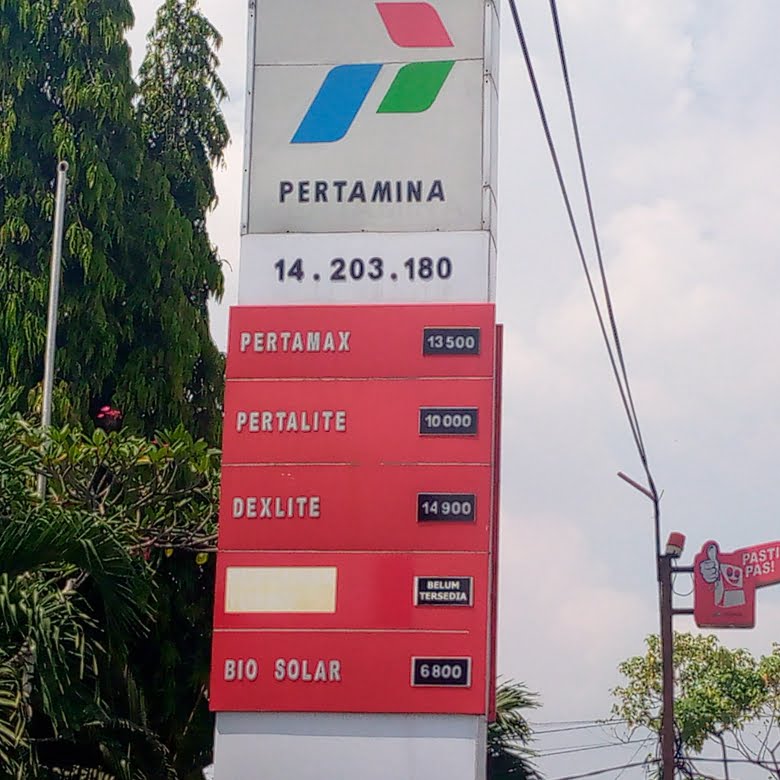 PERTAMINA
14.203.180
PERTAMAX 13500
PERTALITE 10000
DEXLITE 14900
BELUM
TERSEDIA
BIO SOLAR 6800
PASTI
PAS!